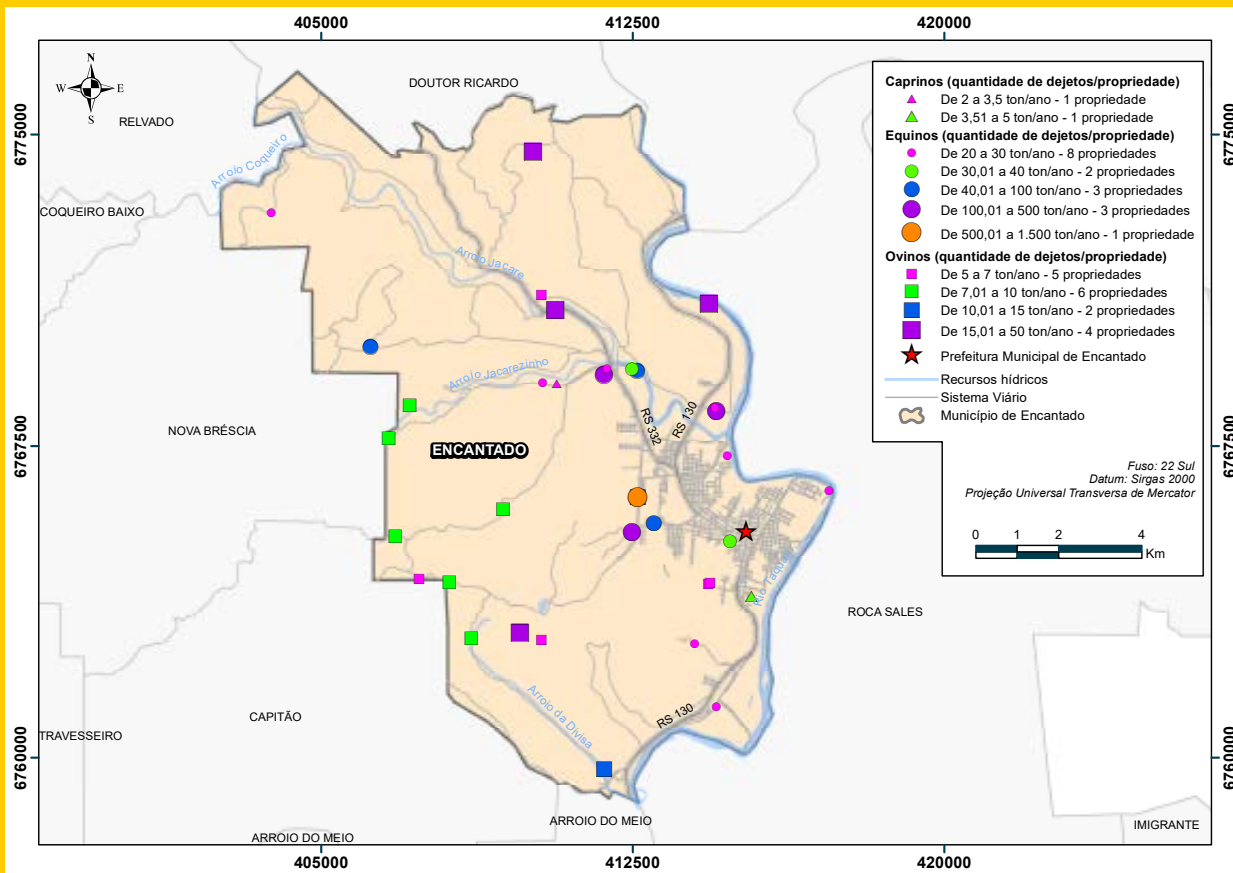 405000
412500
420000
DOUTOR RICARDO
RELVADO
N
W
E
S
6775000
6775000
Arroio Coqueiro
COQUEIRO BAIXO
Arroio Jacaré
Arroio Jacarezinho
RS 332
RS 130
6767500
6767500
NOVA BRÉSCIA
ENCANTADO
Rio Taquari
ROCA SALES
CAPITÃO
TRAVESSEIRO
Arroio da Divisa
RS 130
6760000
6760000
ARROIO DO MEIO
ARROIO DO MEIO
IMIGRANTE
405000
412500
420000
Caprinos (quantidade de dejetos/propriedade)
De 2 a 3,5 ton/ano - 1 propriedade
De 3,51 a 5 ton/ano - 1 propriedade
Equinos (quantidade de dejetos/propriedade)
De 20 a 30 ton/ano - 8 propriedades
De 30,01 a 40 ton/ano - 2 propriedades
De 40,01 a 100 ton/ano - 3 propriedades
De 100,01 a 500 ton/ano - 3 propriedades
De 500,01 a 1.500 ton/ano - 1 propriedade
Ovinos (quantidade de dejetos/propriedade)
De 5 a 7 ton/ano - 5 propriedades
De 7,01 a 10 ton/ano - 6 propriedades
De 10,01 a 15 ton/ano - 2 propriedades
De 15,01 a 50 ton/ano - 4 propriedades
Prefeitura Municipal de Encantado
Recursos hídricos
Sistema Viário
Município de Encantado
Fuso: 22 Sul
Datum: Sirgas 2000
Projeção Universal Transversa de Mercator
0 1 2 4
Km